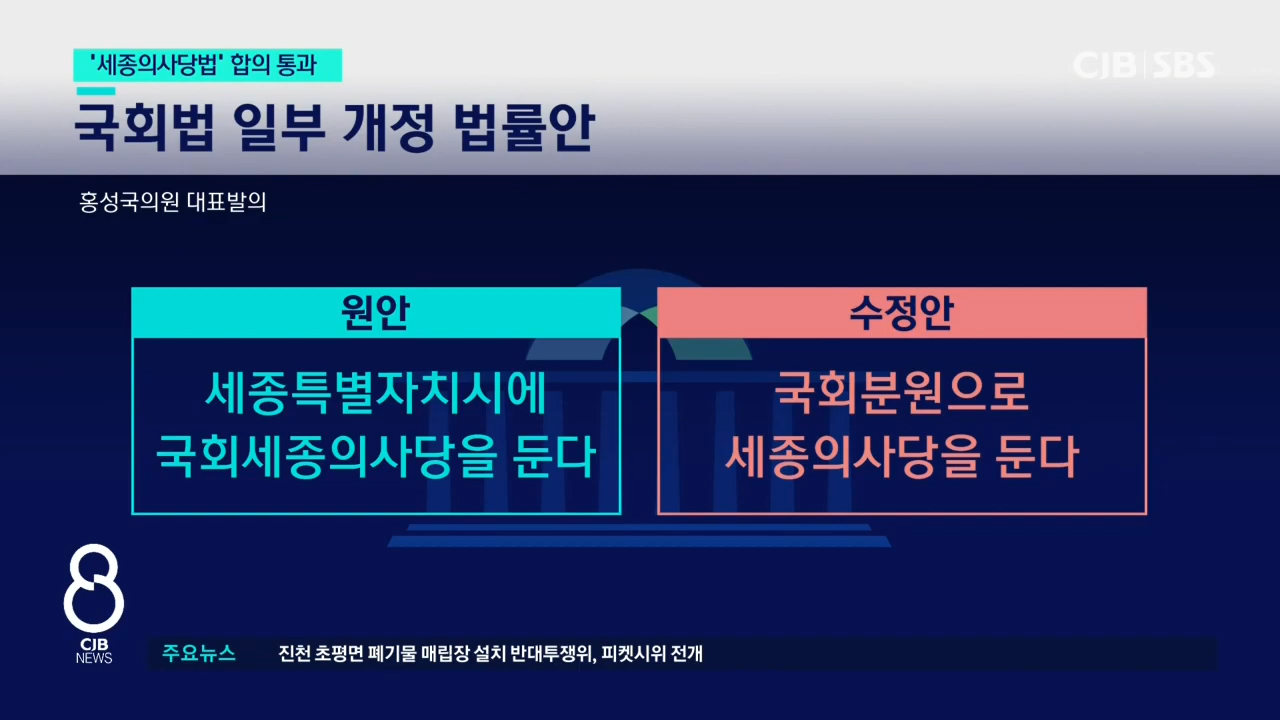 '세종의사당법' 합의 통과
CJB SBS
국회법 일부 개정 법률안
홍성국의원 대표발의
원안
세종특별자치시에
국회세종의사당을 둔다
수정안
국회분원으로
세종의사당을 둔다
8
CJB
NEWS
주요뉴스 진천 초평면 폐기물 매립장 설치 반대투쟁위, 피켓시위 전개